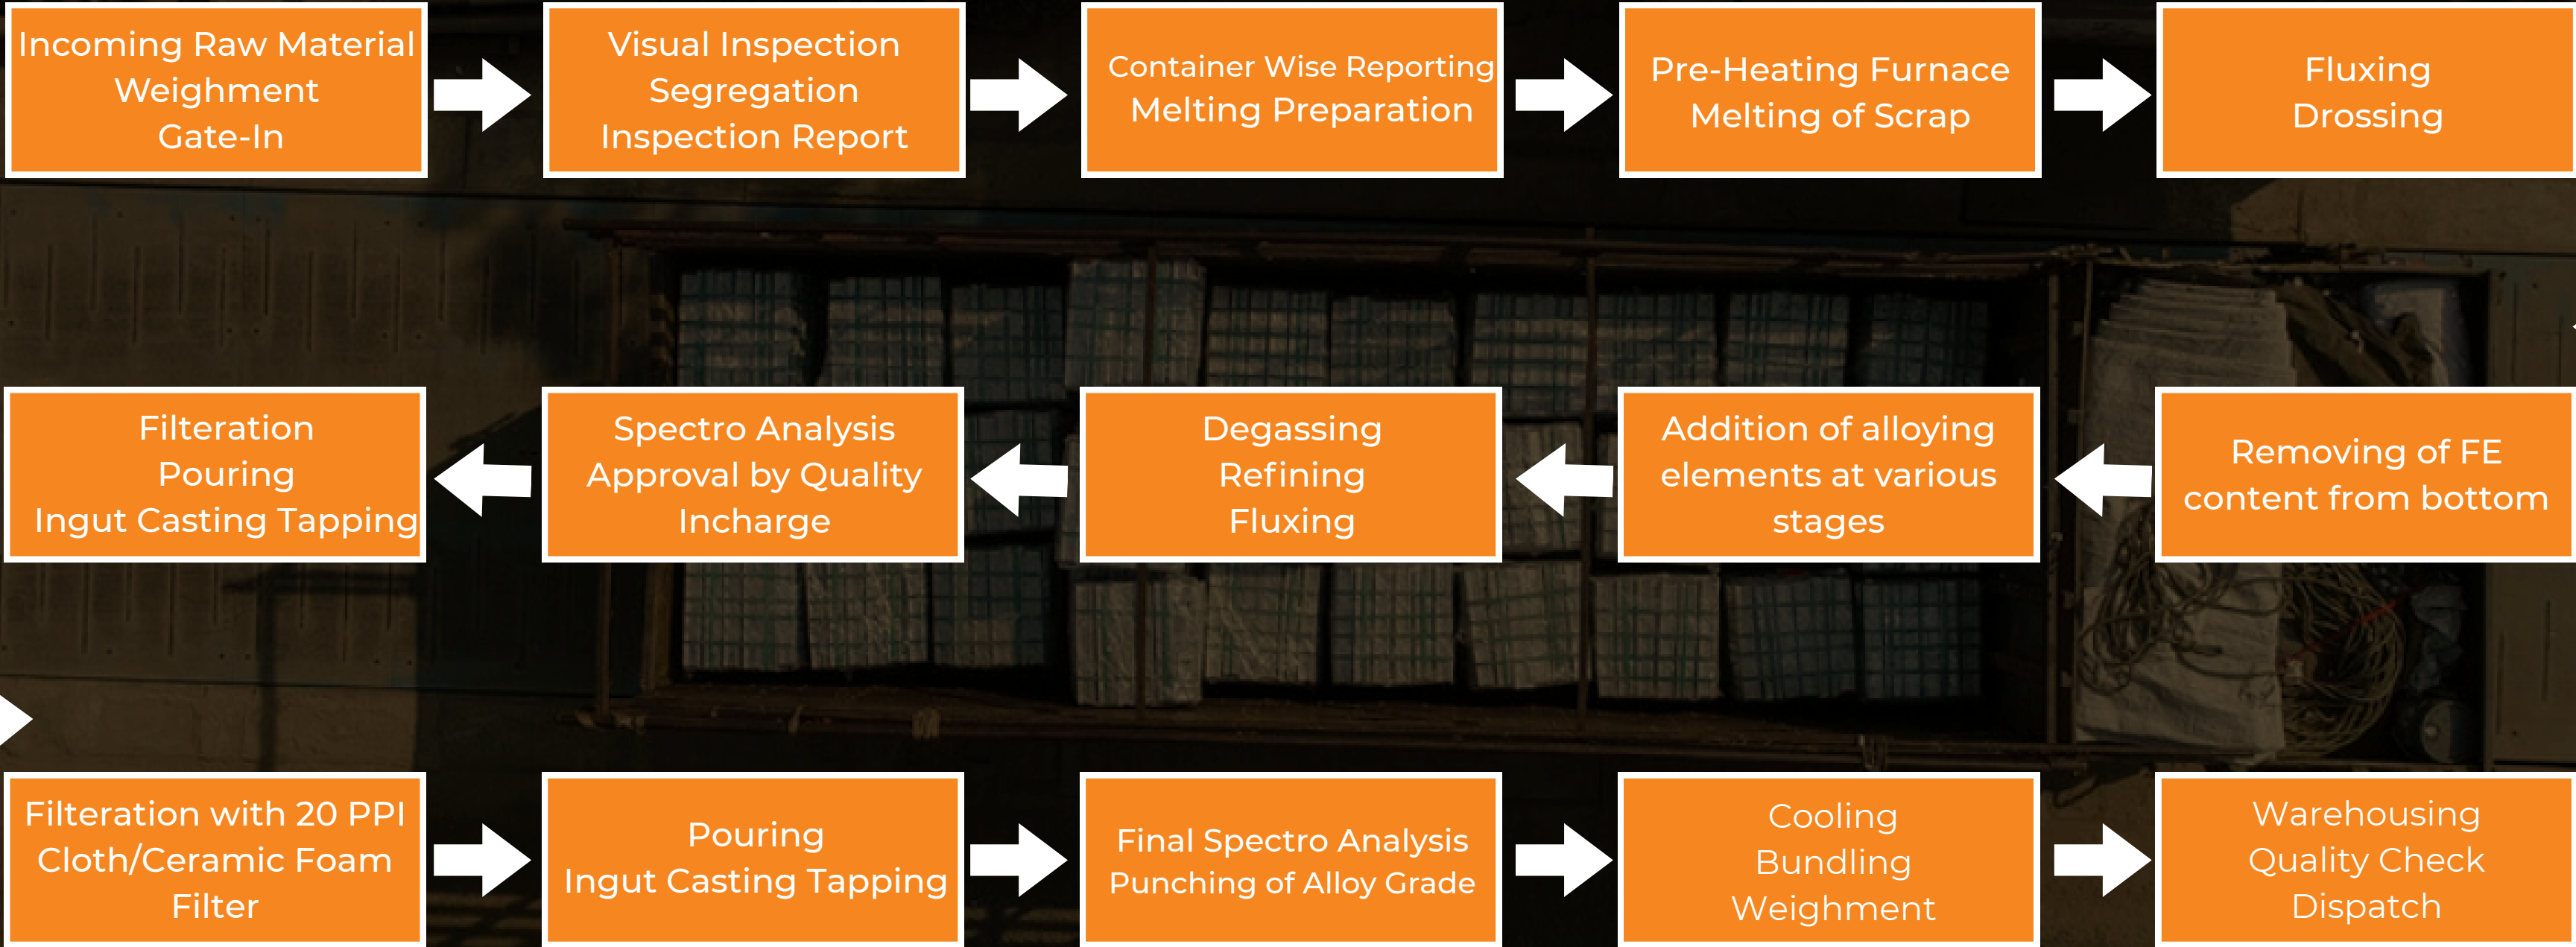 Incoming Raw Material
Weighment
Gate-In
Visual Inspection
Segregation
Inspection Report
Container Wise Reporting
Melting Preparation
Pre-Heating Furnace
Melting of Scrap
Fluxing
Drossing
Removing of FE
content from bottom
Addition of alloying
elements at various
stages
Degassing
Refining
Fluxing
Spectro Analysis
Approval by Quality
Incharge
Filteration
Pouring
Ingut Casting Tapping
Filteration with 20 PPI
Cloth/Ceramic Foam
Filter
Pouring
Ingut Casting Tapping
Final Spectro Analysis
Punching of Alloy Grade
Cooling
Bundling
Weighment
Warehousing
Quality Check
Dispatch